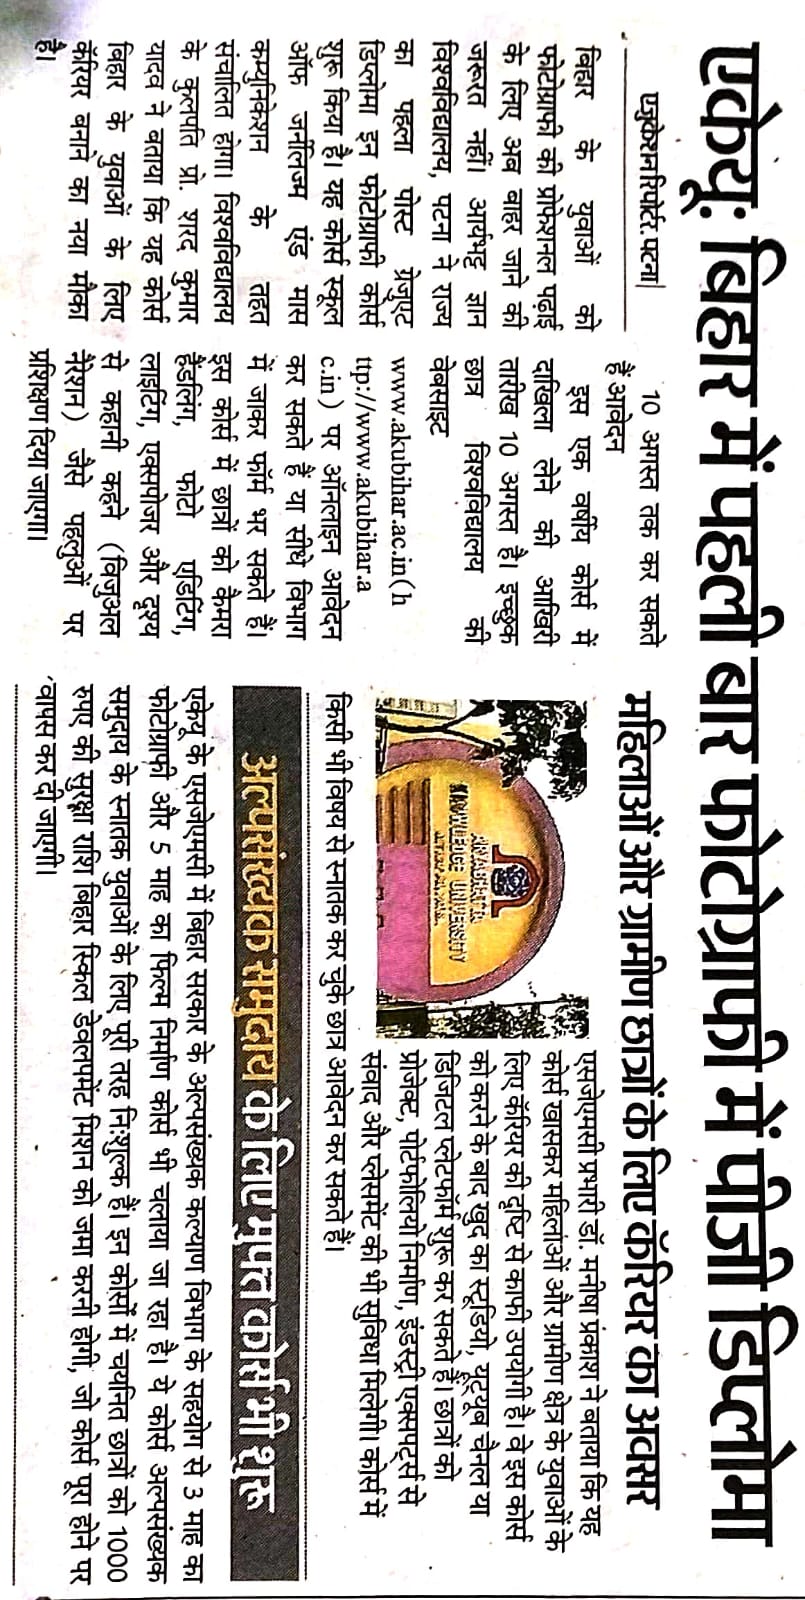 एकेयू: बिहार में पहली बार फोटोग्राफी में पीजी डिप्लोमा
एजुकेशन रिपोर्टर. पटना
बिहार के युवाओं को
फोटोग्राफी की प्रोफेशनल पढ़ाई
के लिए अब बाहर जाने की
जरूरत नहीं। आर्यभट्ट ज्ञान
विश्वविद्यालय, पटना ने राज्य
का पहला पोस्ट ग्रेजुएट
डिप्लोमा इन फोटोग्राफी कोर्स
शुरू किया है। यह कोर्स स्कूल
ऑफ जर्नलिज्म एंड मास
कम्युनिकेशन के तहत
संचालित होगा। विश्वविद्यालय
के कुलपति प्रो. शरद कुमार
यादव ने बताया कि यह कोर्स
बिहार के युवाओं के लिए
कॅरियर बनाने का नया मौका
है।
10 अगस्त तक कर सकते
हैं आवेदन
इस एक वर्षीय कोर्स में
दाखिला लेने की आखिरी
तारीख 10 अगस्त है। इच्छुक
छात्र विश्वविद्यालय की
वेबसाइट
www.akubihar.ac.in(h
ttp://www.akubihar.a
c.in) पर ऑनलाइन आवेदन
कर सकते हैं या सीधे विभाग
में जाकर फॉर्म भर सकते हैं।
इस कोर्स में छात्रों को कैमरा
हैंडलिंग, फोटो एडिटिंग,
लाइटिंग, एक्सपोजर और दृश्य
से कहानी कहने (विजुअल
नैरेशन) जैसे पहलुओं पर
प्रशिक्षण दिया जाएगा।
महिलाओं और ग्रामीण छात्रों के लिए कॅरियर का अवसर
ARYABHATTA
KNOWLEDGE UNIVERSITY
एसजेएमसी प्रभारी डॉ. मनीषा प्रकाश ने बताया कि यह
कोर्स खासकर महिलाओं और ग्रामीण क्षेत्र के युवाओं के
लिए कॅरियर की दृष्टि से काफी उपयोगी है। वे इस कोर्स
को करने के बाद खुद का स्टूडियो, यूट्यूब चैनल या
डिजिटल प्लेटफॉर्म शुरू कर सकते हैं। छात्रों को
प्रोजेक्ट, पोर्टफोलियो निर्माण, इंडस्ट्री एक्सपर्ट्स से
संवाद और प्लेसमेंट की भी सुविधा मिलेगी। कोर्स में
किसी भी विषय से स्नातक कर चुके छात्र आवेदन कर सकते हैं।
अल्पसंख्यक समुदाय के लिए मुफ्त कोर्स भी शुरू
एकेयू के एसजेएमसी में बिहार सरकार के अल्पसंख्यक कल्याण विभाग के सहयोग से 3 माह का
फोटोग्राफी और 5 माह का फिल्म निर्माण कोर्स भी चलाया जा रहा है। ये कोर्स अल्पसंख्यक
समुदाय के स्नातक युवाओं के लिए पूरी तरह नि:शुल्क हैं। इन कोर्सों में चयनित छात्रों को 1000
रुपए की सुरक्षा राशि बिहार स्किल डेवलपमेंट मिशन को जमा करनी होगी, जो कोर्स पूरा होने पर
वापस कर दी जाएगी।